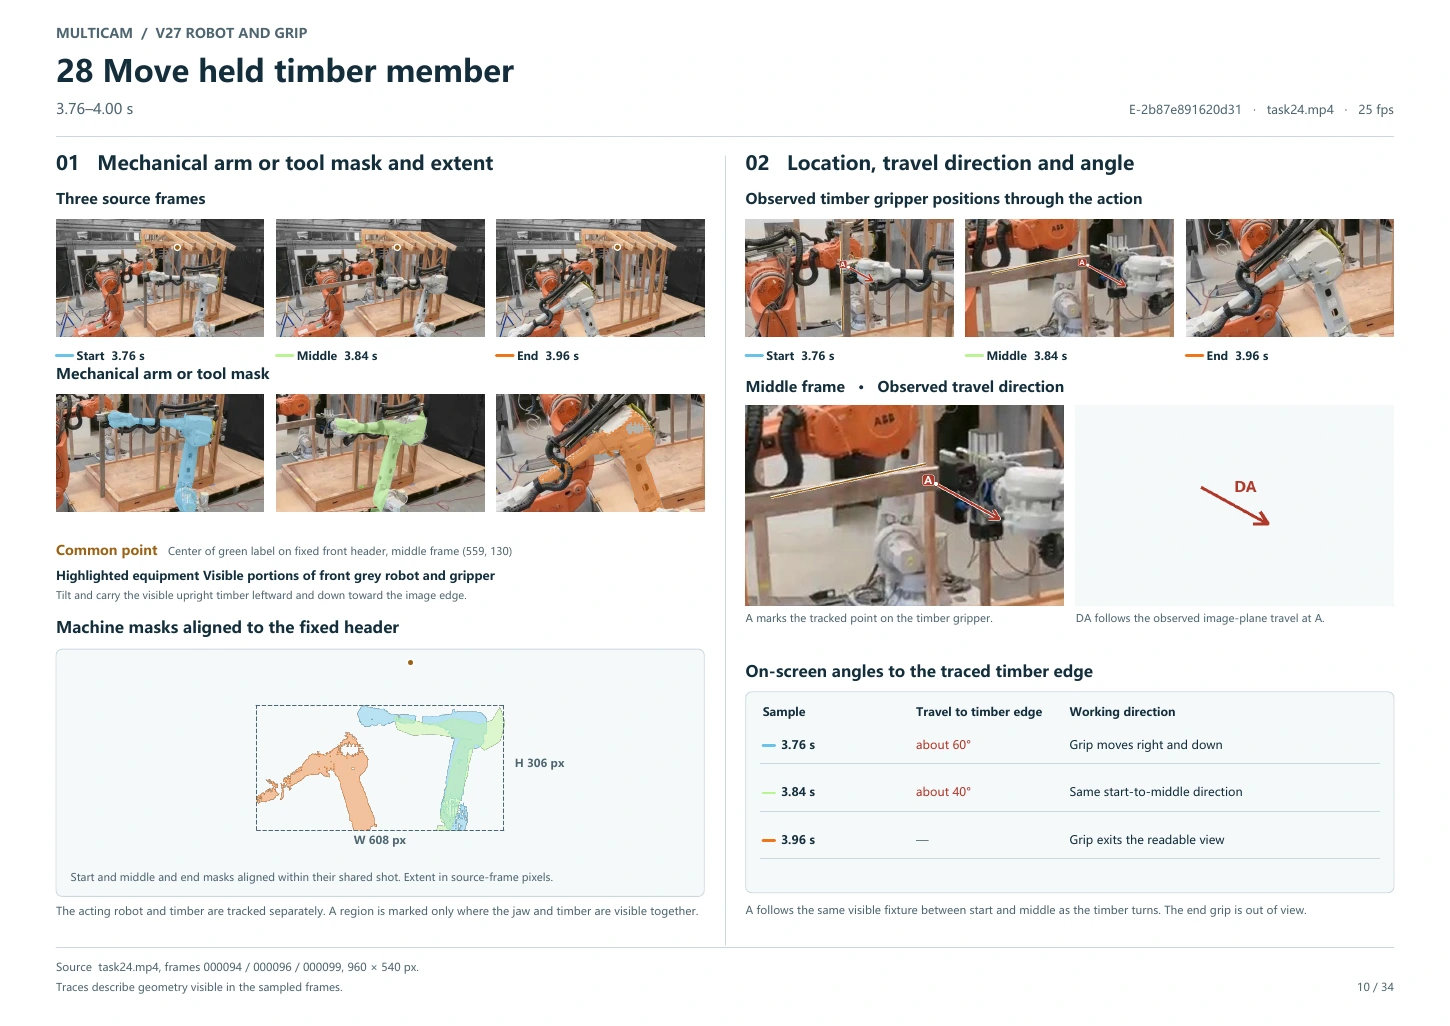 MULTICAM / V27 ROBOT AND GRIP
28 Move held timber member
3.76–4.00 s
E-2b87e891620d31 · task24.mp4 · 25 fps
01 Mechanical arm or tool mask and extent
Three source frames
Start 3.76 s
Middle 3.84 s
End 3.96 s
Mechanical arm or tool mask
Common point Center of green label on fixed front header, middle frame (559, 130)
Highlighted equipment Visible portions of front grey robot and gripper
Tilt and carry the visible upright timber leftward and down toward the image edge.
Machine masks aligned to the fixed header
H 306 px
W 608 px
Start and middle and end masks aligned within their shared shot. Extent in source-frame pixels.
The acting robot and timber are tracked separately. A region is marked only where the jaw and timber are visible together.
02 Location, travel direction and angle
Observed timber gripper positions through the action
A
ABB
A
Start 3.76 s
Middle 3.84 s
End 3.96 s
Middle frame • Observed travel direction
ABB
A
DA
A marks the tracked point on the timber gripper.
DA follows the observed image-plane travel at A.
On-screen angles to the traced timber edge
Sample Travel to timber edge Working direction
3.76 s about 60° Grip moves right and down
3.84 s about 40° Same start-to-middle direction
3.96 s — Grip exits the readable view
A follows the same visible fixture between start and middle as the timber turns. The end grip is out of view.
Source task24.mp4, frames 000094 / 000096 / 000099, 960 × 540 px.
Traces describe geometry visible in the sampled frames.
10 / 34